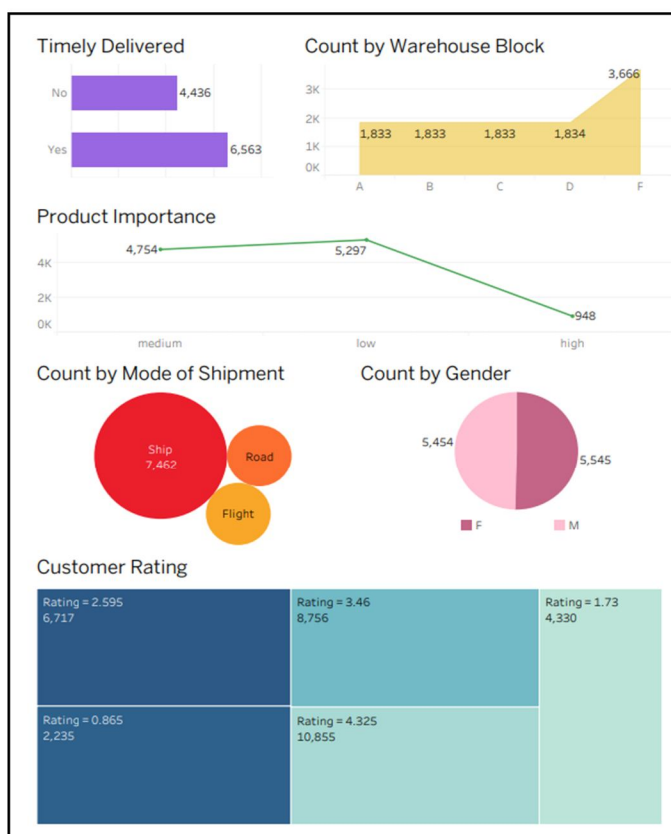 Timely Delivered
No
4,436
Yes
6,563
Count by Warehouse Block
3K
2K
1K
0K
1,833
1,833
1,833
1,834
3,666
A
B
C
D
F
Product Importance
4K
2K
0K
4,754
5,297
948
medium
low
high
Count by Mode of Shipment
Ship
7,462
Road
Flight
Count by Gender
5,454
5,545
F
M
Customer Rating
Rating = 2.595
6,717
Rating = 3.46
8,756
Rating = 1.73
4,330
Rating = 0.865
2,235
Rating = 4.325
10,855